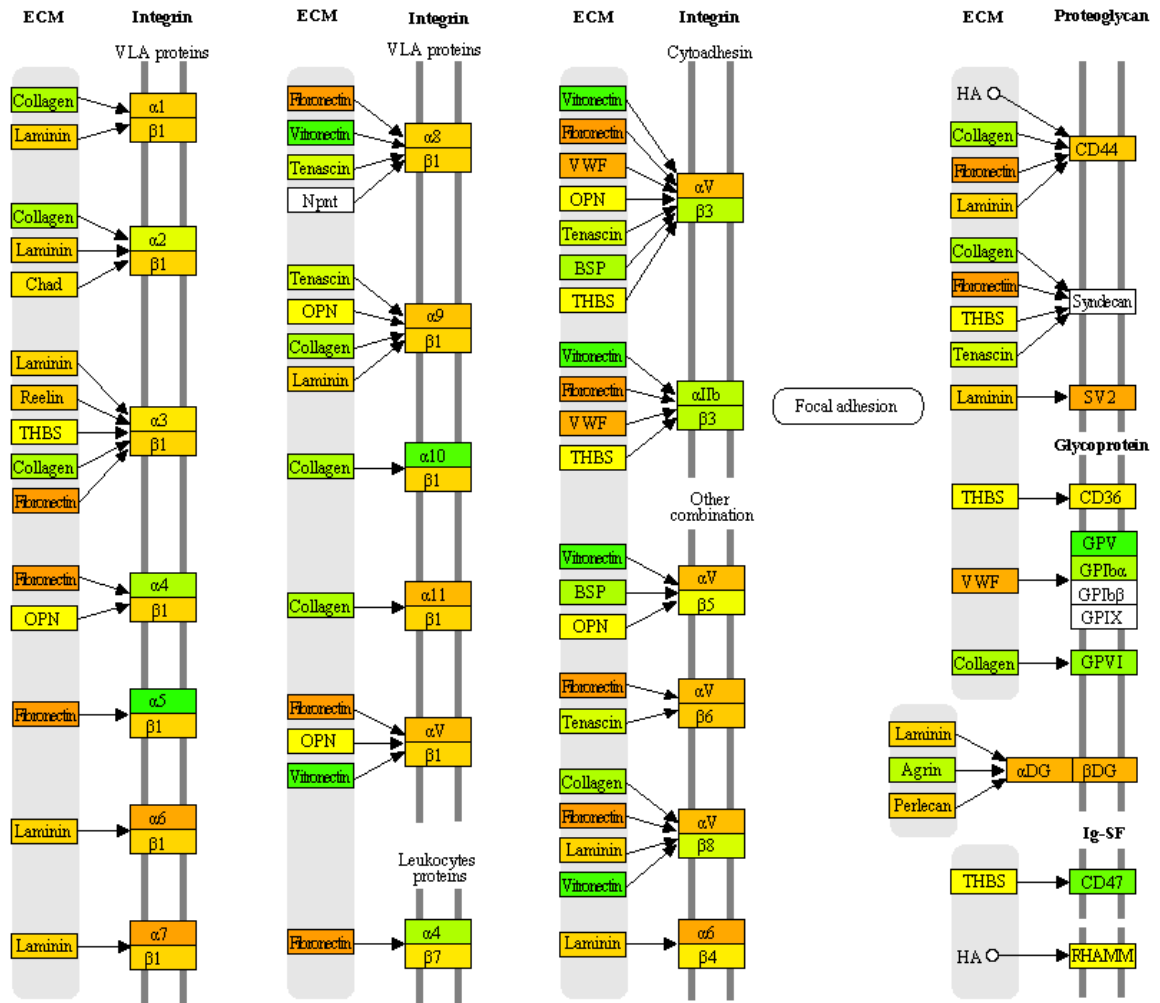 ECM
Integrin
VLA proteins
Collagen
Laminin
α1
β1
Collagen
Laminin
Chad
α2
β1
Laminin
Reelin
THBS
Collagen
Fibronectin
α3
β1
Fibronectin
OPN
α4
β1
Fibronectin
α5
β1
Laminin
α6
β1
Laminin
α7
β1
ECM
Integrin
VLA proteins
Fibronectin
Vitronectin
Tenascin
Npnt
α8
β1
Tenascin
OPN
Collagen
Laminin
α9
β1
Collagen
α10
β1
Collagen
α11
β1
Fibronectin
OPN
Vitronectin
αV
β1
Leukocytes
proteins
Fibronectin
α4
β7
ECM
Integrin
Cytoadhesin
Vitronectin
Fibronectin
VWF
OPN
Tenascin
BSP
THBS
αV
β3
Vitronectin
Fibronectin
VWF
THBS
αIIb
β3
Other
combination
Vitronectin
BSP
OPN
αV
β5
Fibronectin
Tenascin
αV
β6
Collagen
Fibronectin
Laminin
Vitronectin
αV
β8
Laminin
α6
β4
Focal adhesion
ECM
Proteoglycan
HA
Collagen
Fibronectin
Laminin
CD44
Collagen
Fibronectiin
THBS
Tenascin
Syndecan
Laminin
SV2
Glycoprotein
THBS
CD36
VWF
GPV
GPIbα
GPIbβ
GPIX
Collagen
GPVI
Laminin
Agrin
Perlecan
αDG
βDG
Ig-SF
THBS
CD47
HA
RHAMM